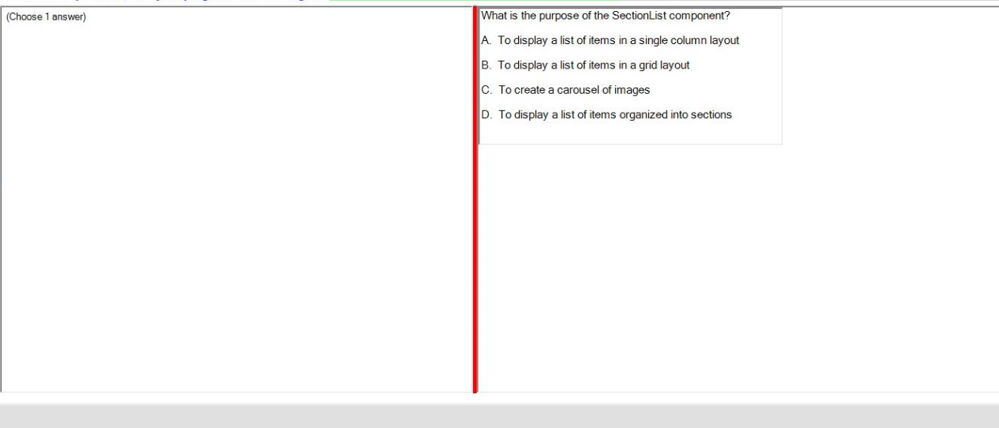 (Choose 1 answer)
What is the purpose of the SectionList component?
A. To display a list of items in a single column layout
B. To display a list of items in a grid layout
C. To create a carousel of images
D. To display a list of items organized into sections